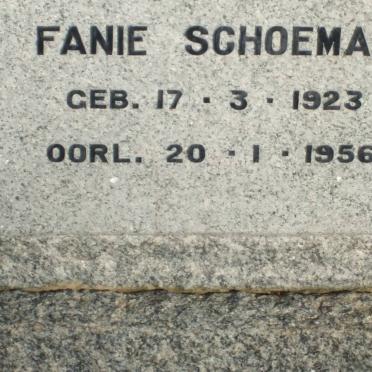 FANIE SCHOEMA
GEB. 17 · 3 · 1923
OORL. 20 · 1 · 1956